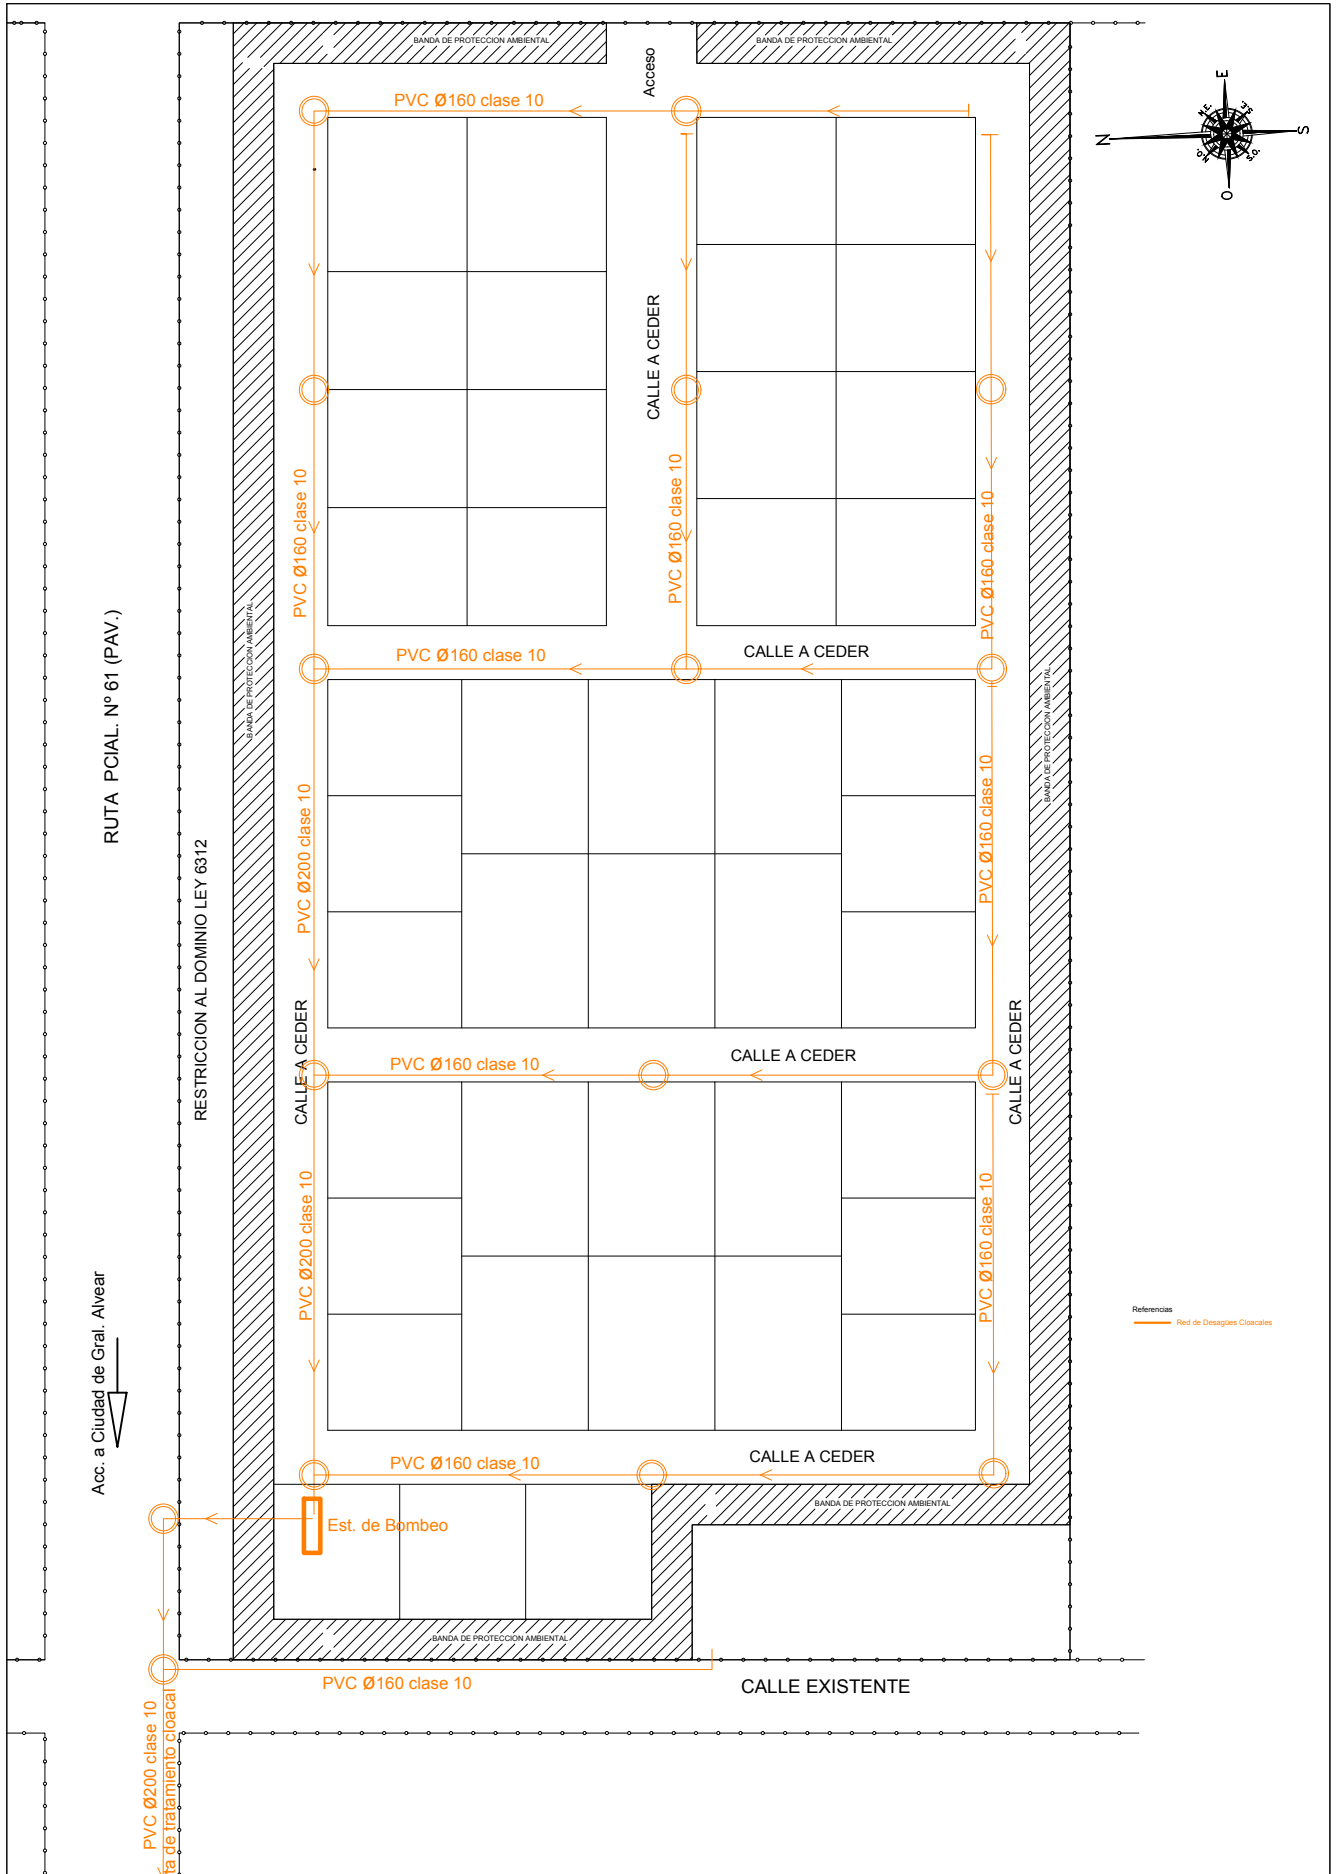 BANDA DE PROTECCION AMBIENTAL
BANDA DE PROTECCION AMBIENTAL
Acceso
PVC Ø160 clase 10
E
S.E.
S
S.O.
O
N.O.
N
N.E.
CALLE A CEDER
PVC Ø160 clase 10
PVC Ø160 clase 10
PVC Ø160 clase 10
RUTA PCIAL. Nº 61 (PAV.)
BANDA DE PROTECCION AMBIENTAL
PVC Ø160 clase 10
CALLE A CEDER
BANDA DE PROTECCION AMBIENTAL
PVC Ø200 clase 10
PVC Ø160 clase 10
RESTRICCION AL DOMINIO LEY 6312
CALLE A CEDER
PVC Ø160 clase 10
CALLE A CEDER
CALLE A CEDER
PVC Ø200 clase 10
PVC Ø160 clase 10
Referencias
Red de Desagües Cloacales
Acc. a Ciudad de Gral. Alvear
PVC Ø160 clase 10
CALLE A CEDER
BANDA DE PROTECCION AMBIENTAL
Est. de Bombeo
BANDA DE PROTECCION AMBIENTAL
PVC Ø160 clase 10
CALLE EXISTENTE
PVC Ø200 clase 10
ta de tratamiento cloacal